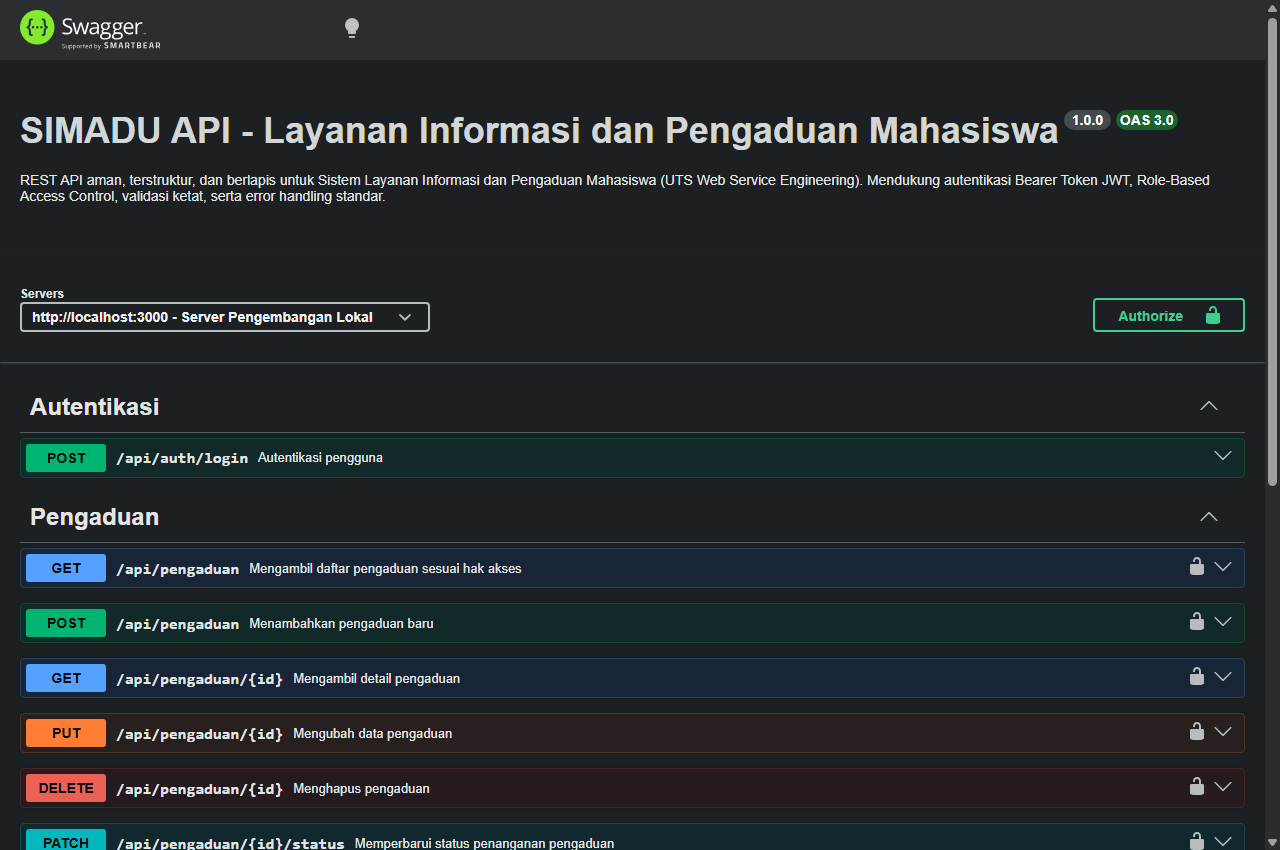 Swagger
Supported by SMARTBEAR
SIMADU API - Layanan Informasi dan Pengaduan Mahasiswa 1.0.0 OAS 3.0
REST API aman, terstruktur, dan berlapis untuk Sistem Layanan Informasi dan Pengaduan Mahasiswa (UTS Web Service Engineering). Mendukung autentikasi Bearer Token JWT, Role-Based
Access Control, validasi ketat, serta error handling standar.
Servers
http://localhost:3000 - Server Pengembangan Lokal
Authorize
Autentikasi
POST /api/auth/login Autentikasi pengguna
Pengaduan
GET /api/pengaduan Mengambil daftar pengaduan sesuai hak akses
POST /api/pengaduan Menambahkan pengaduan baru
GET /api/pengaduan/{id} Mengambil detail pengaduan
PUT /api/pengaduan/{id} Mengubah data pengaduan
DELETE /api/pengaduan/{id} Menghapus pengaduan
PATCH /api/pengaduan/{id}/status Memperbarui status penanganan pengaduan